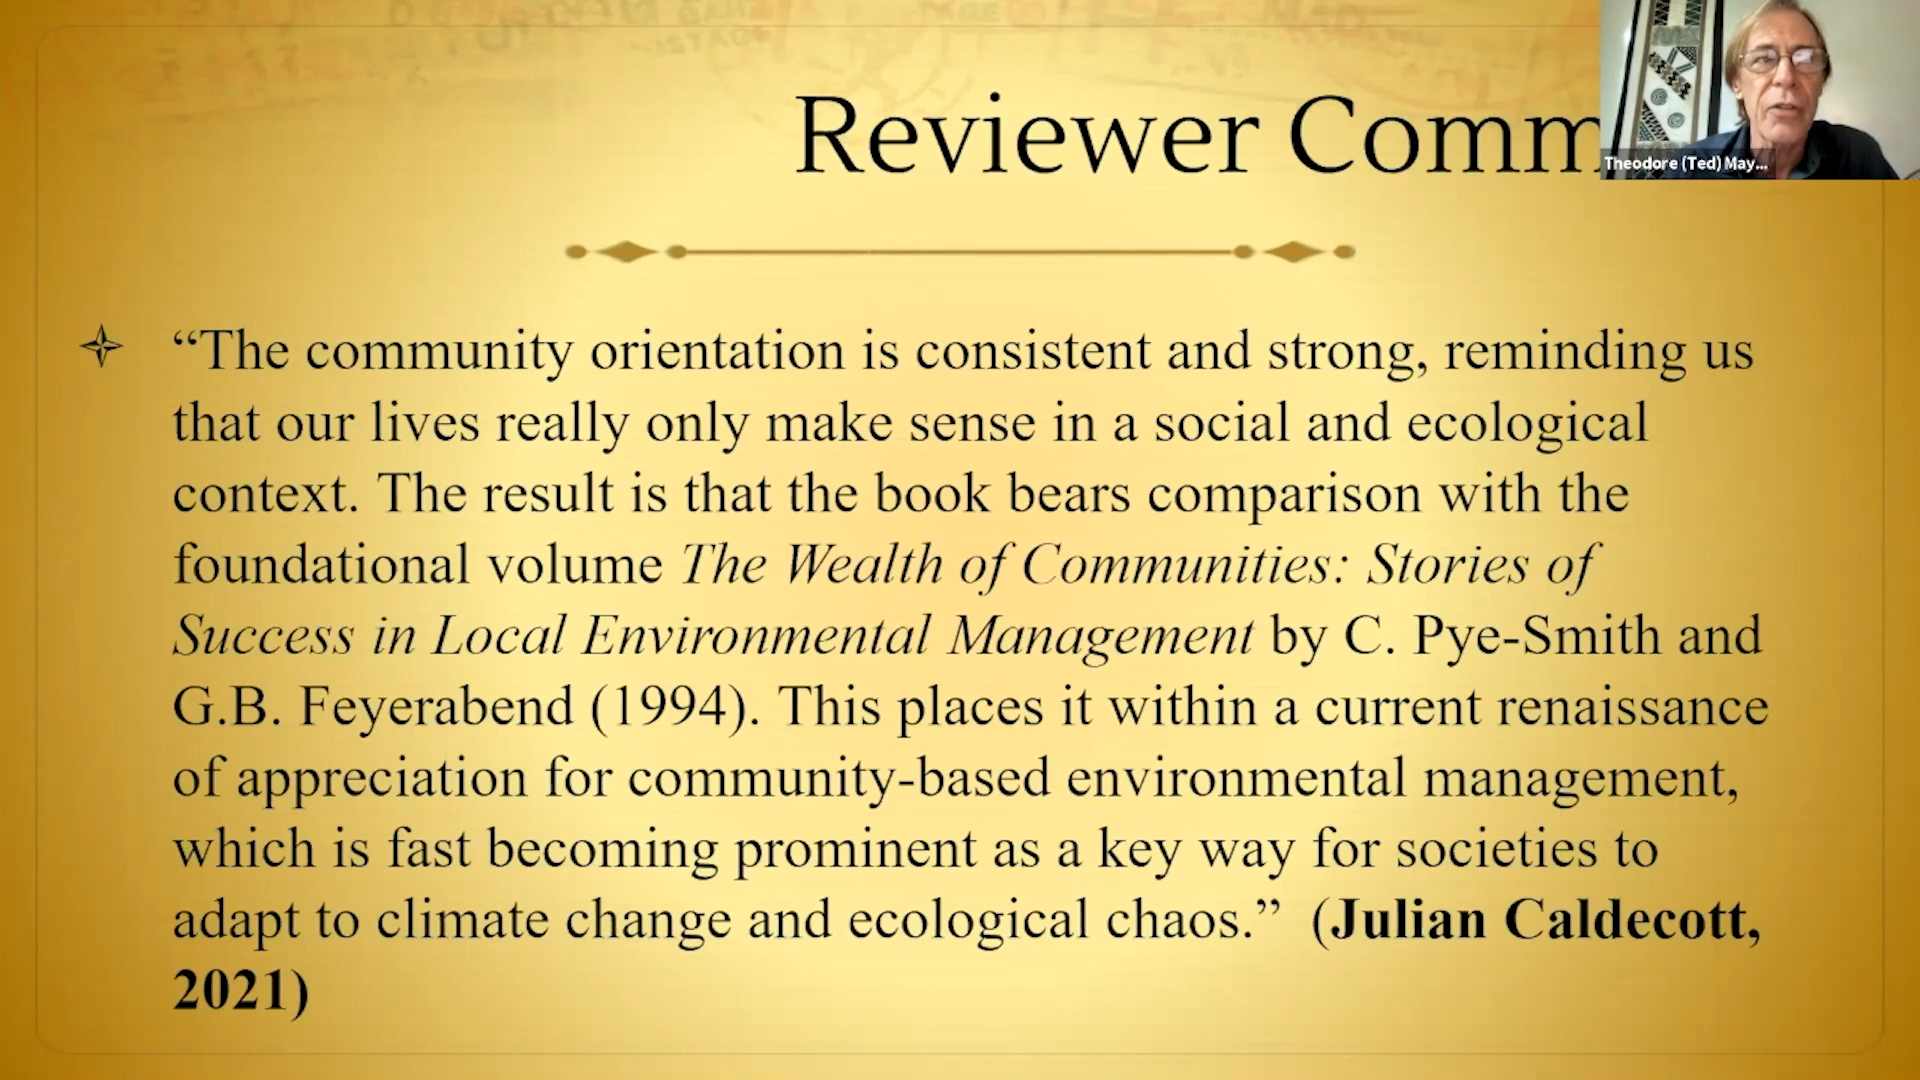 Reviewer Comm
Theodore (Ted) May...
“The community orientation is consistent and strong, reminding us
that our lives really only make sense in a social and ecological
context. The result is that the book bears comparison with the
foundational volume The Wealth of Communities: Stories of
Success in Local Environmental Management by C. Pye-Smith and
G.B. Feyerabend (1994). This places it within a current renaissance
of appreciation for community-based environmental management,
which is fast becoming prominent as a key way for societies to
adapt to climate change and ecological chaos.” (Julian Caldecott,
2021)